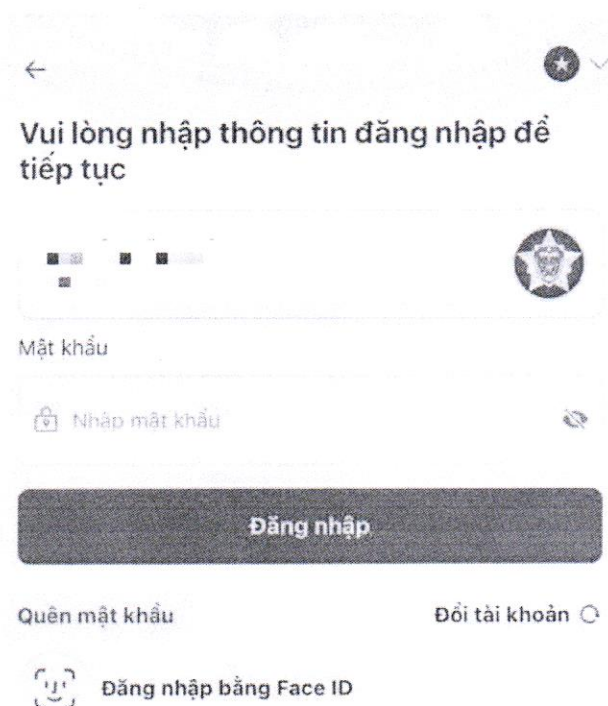 Vui lòng nhập thông tin đăng nhập để
tiếp tục
Mật khẩu
Nhập mật khẩu
Đăng nhập
Quên mật khẩu
Đổi tài khoản
Đăng nhập bằng Face ID